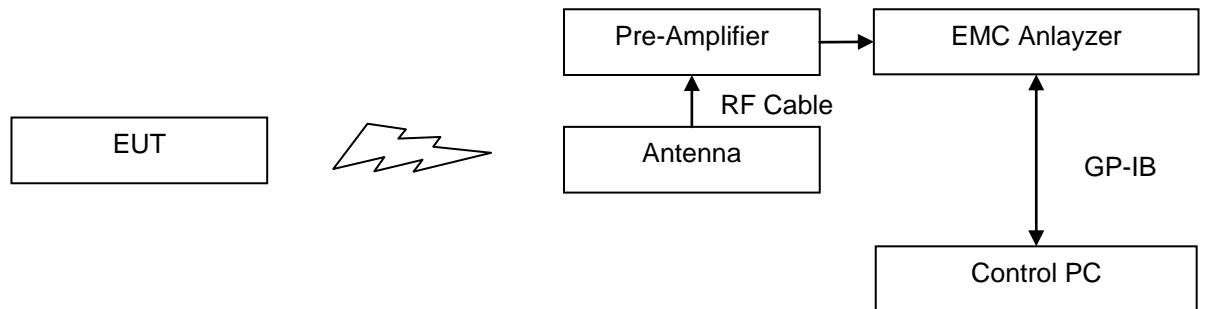 Pre-Amplifier
EMC Anlayzer
RF Cable
EUT
Antenna
GP-IB
Control PC